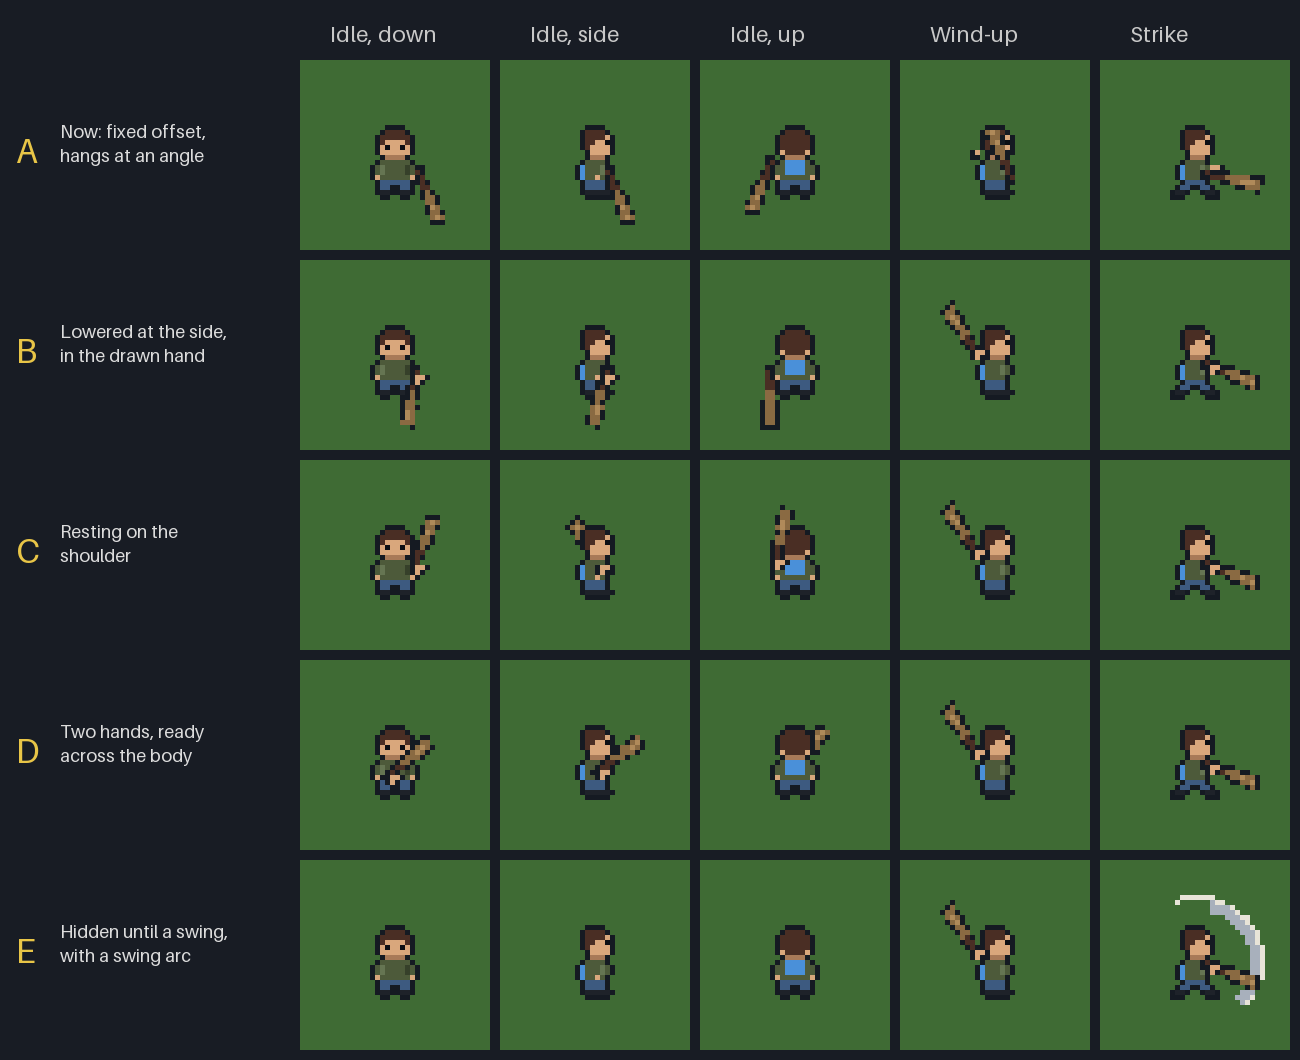 Idle, down Idle, side Idle, up Wind-up Strike
A Now: fixed offset,
hangs at an angle
B Lowered at the side,
in the drawn hand
C Resting on the
shoulder
D Two hands, ready
across the body
E Hidden until a swing,
with a swing arc